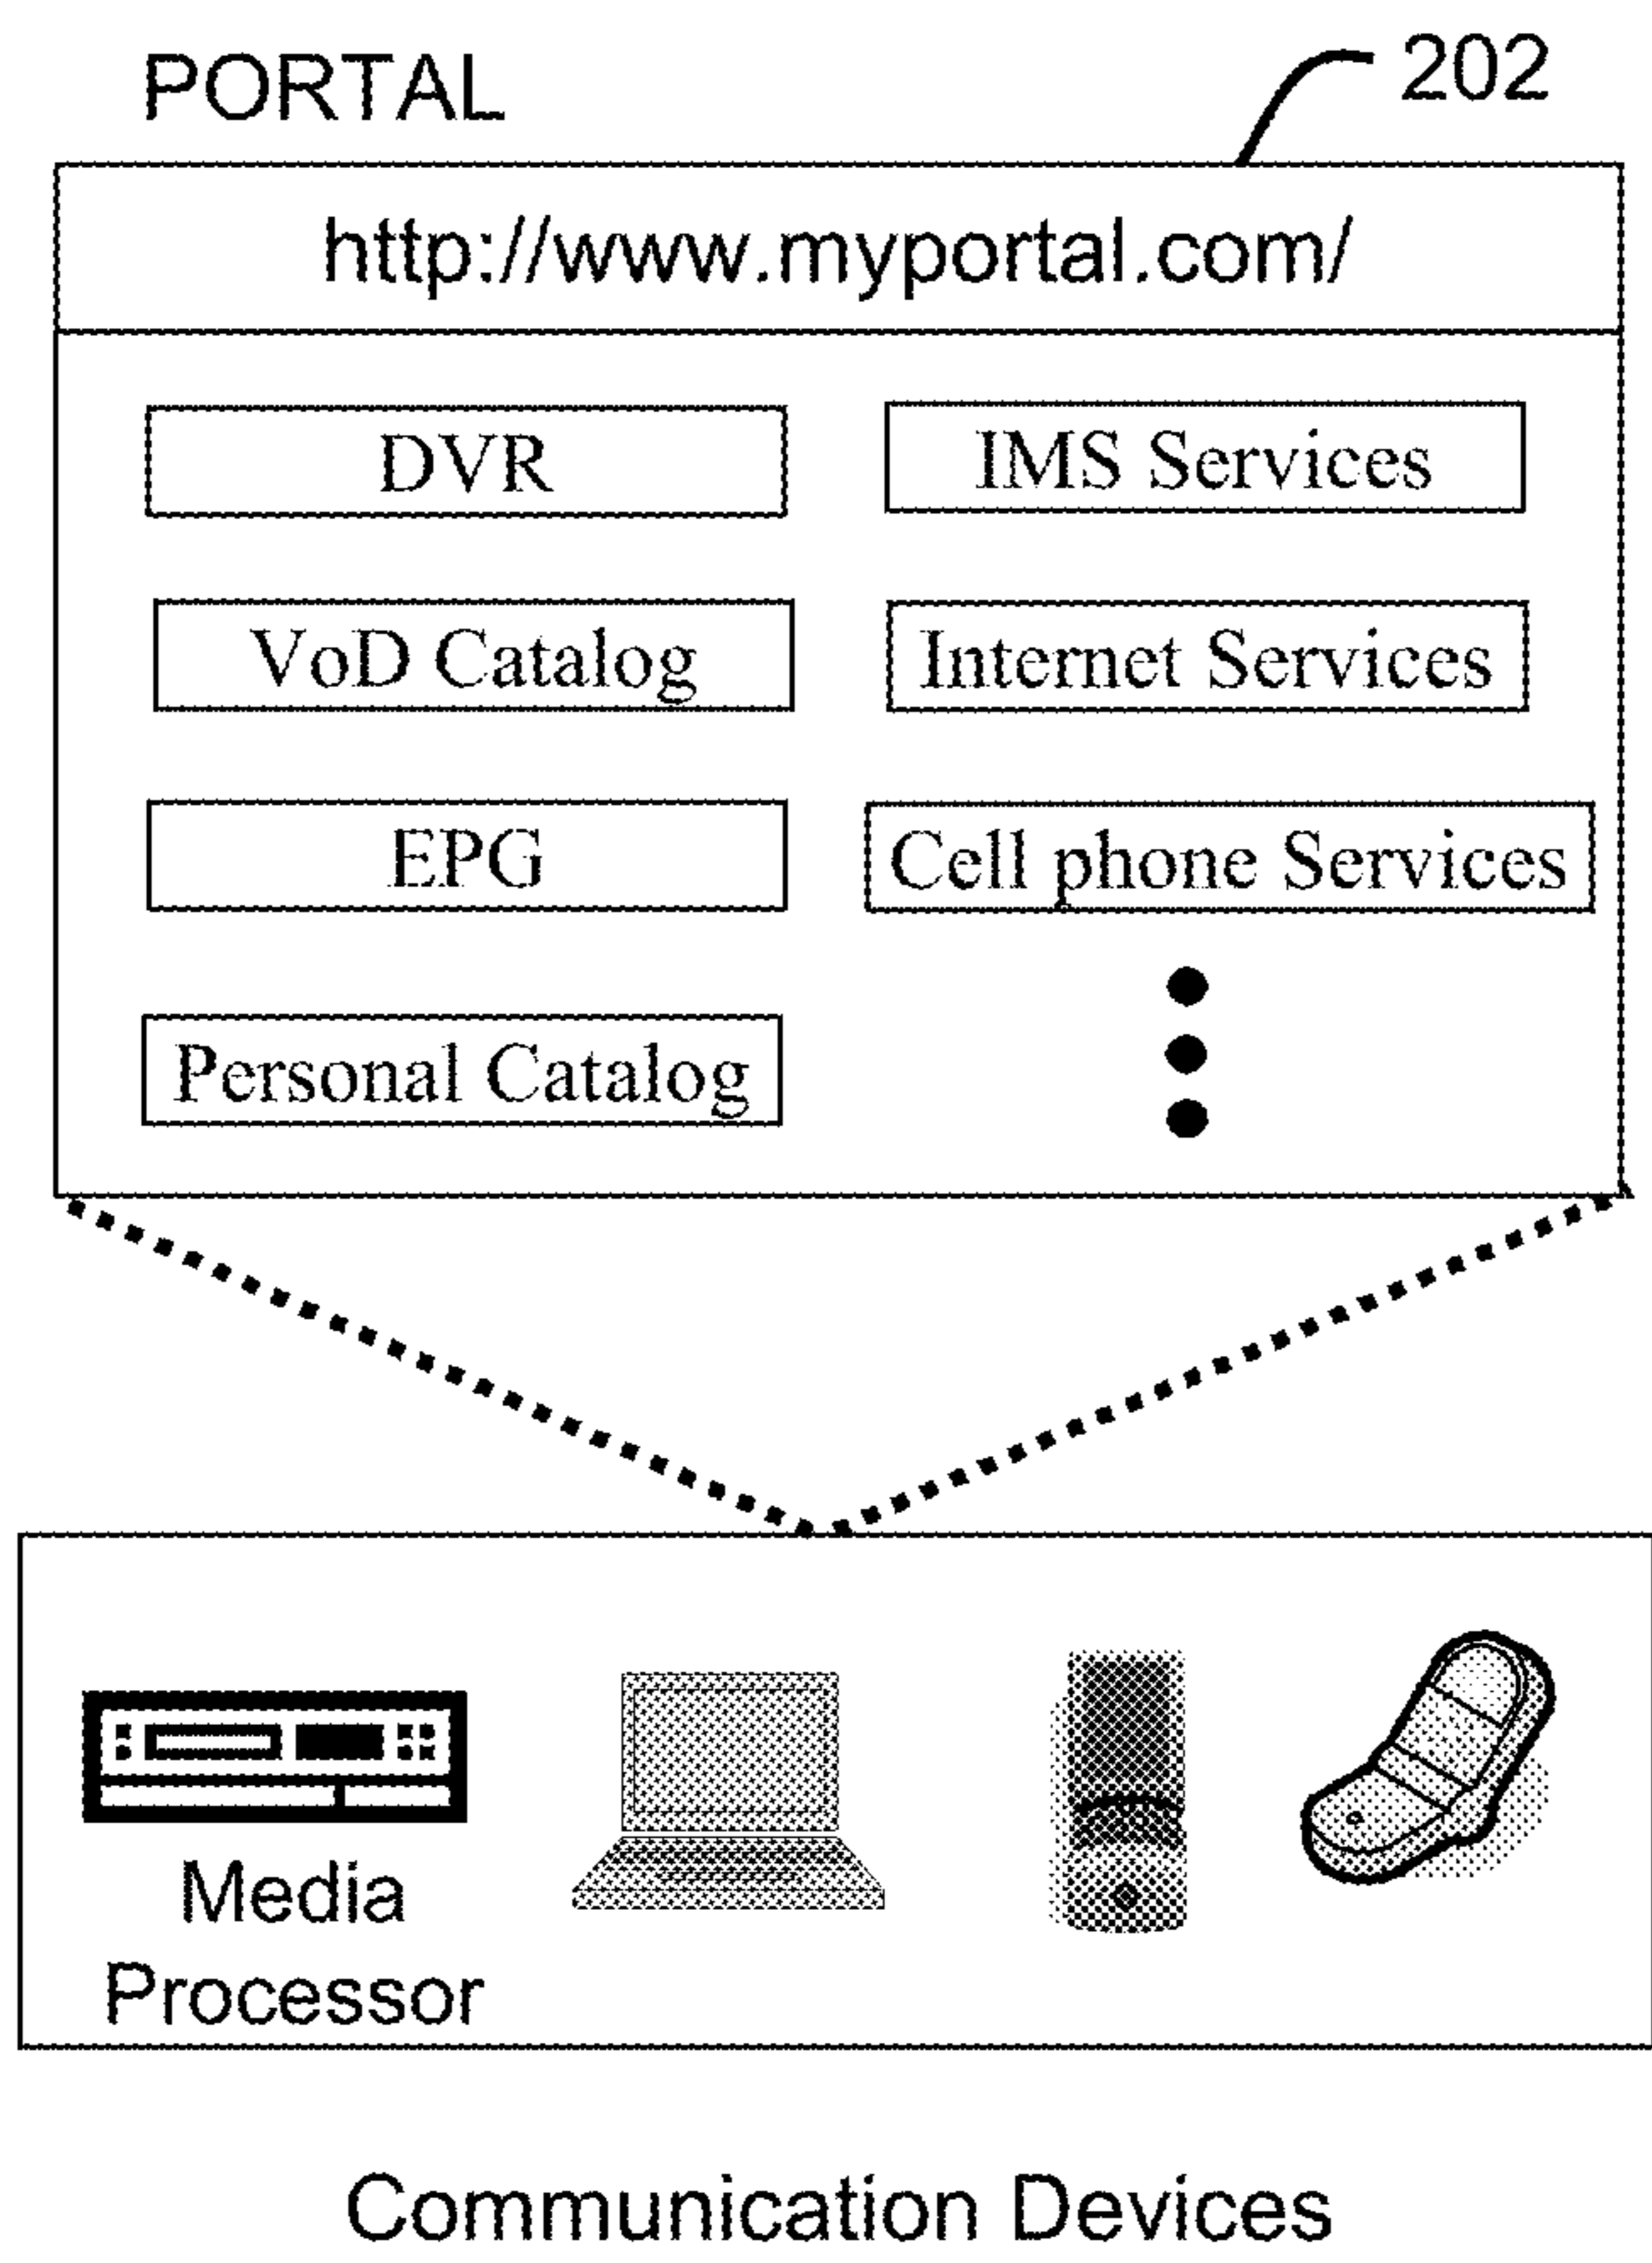 PORTAL
202
http://www.myportal.com/
DVR
IMS Services
VoD Catalog
Internet Services
EPG
Cell phone Services
Personal Catalog
Media
Processor
Communication Devices